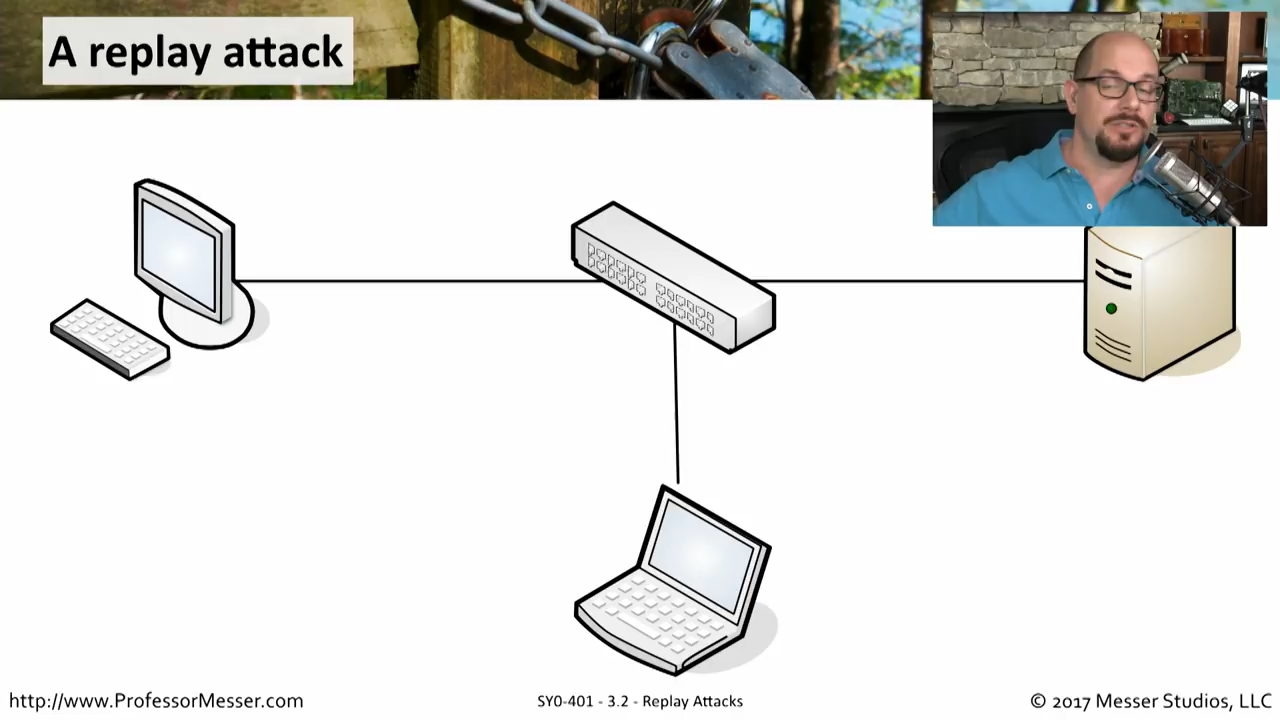 A replay attack
http://www.ProfessorMesser.com
SY0-401 - 3.2 - Replay Attacks
© 2017 Messer Studios, LLC